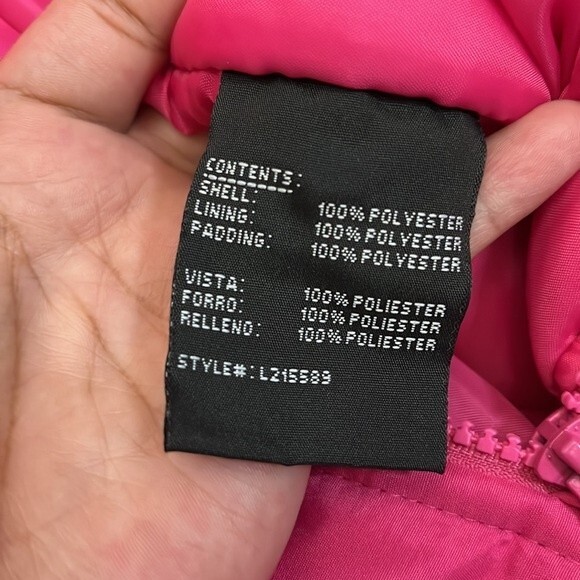 CONTENTS:
SHELL: 100% POLYESTER
LINING: 100% POLYESTER
PADDING: 100% POLYESTER
VISTA: 100% POLIESTER
FORRO: 100% POLIESTER
RELLENO: 100% POLIESTER
STYLE#: L215589